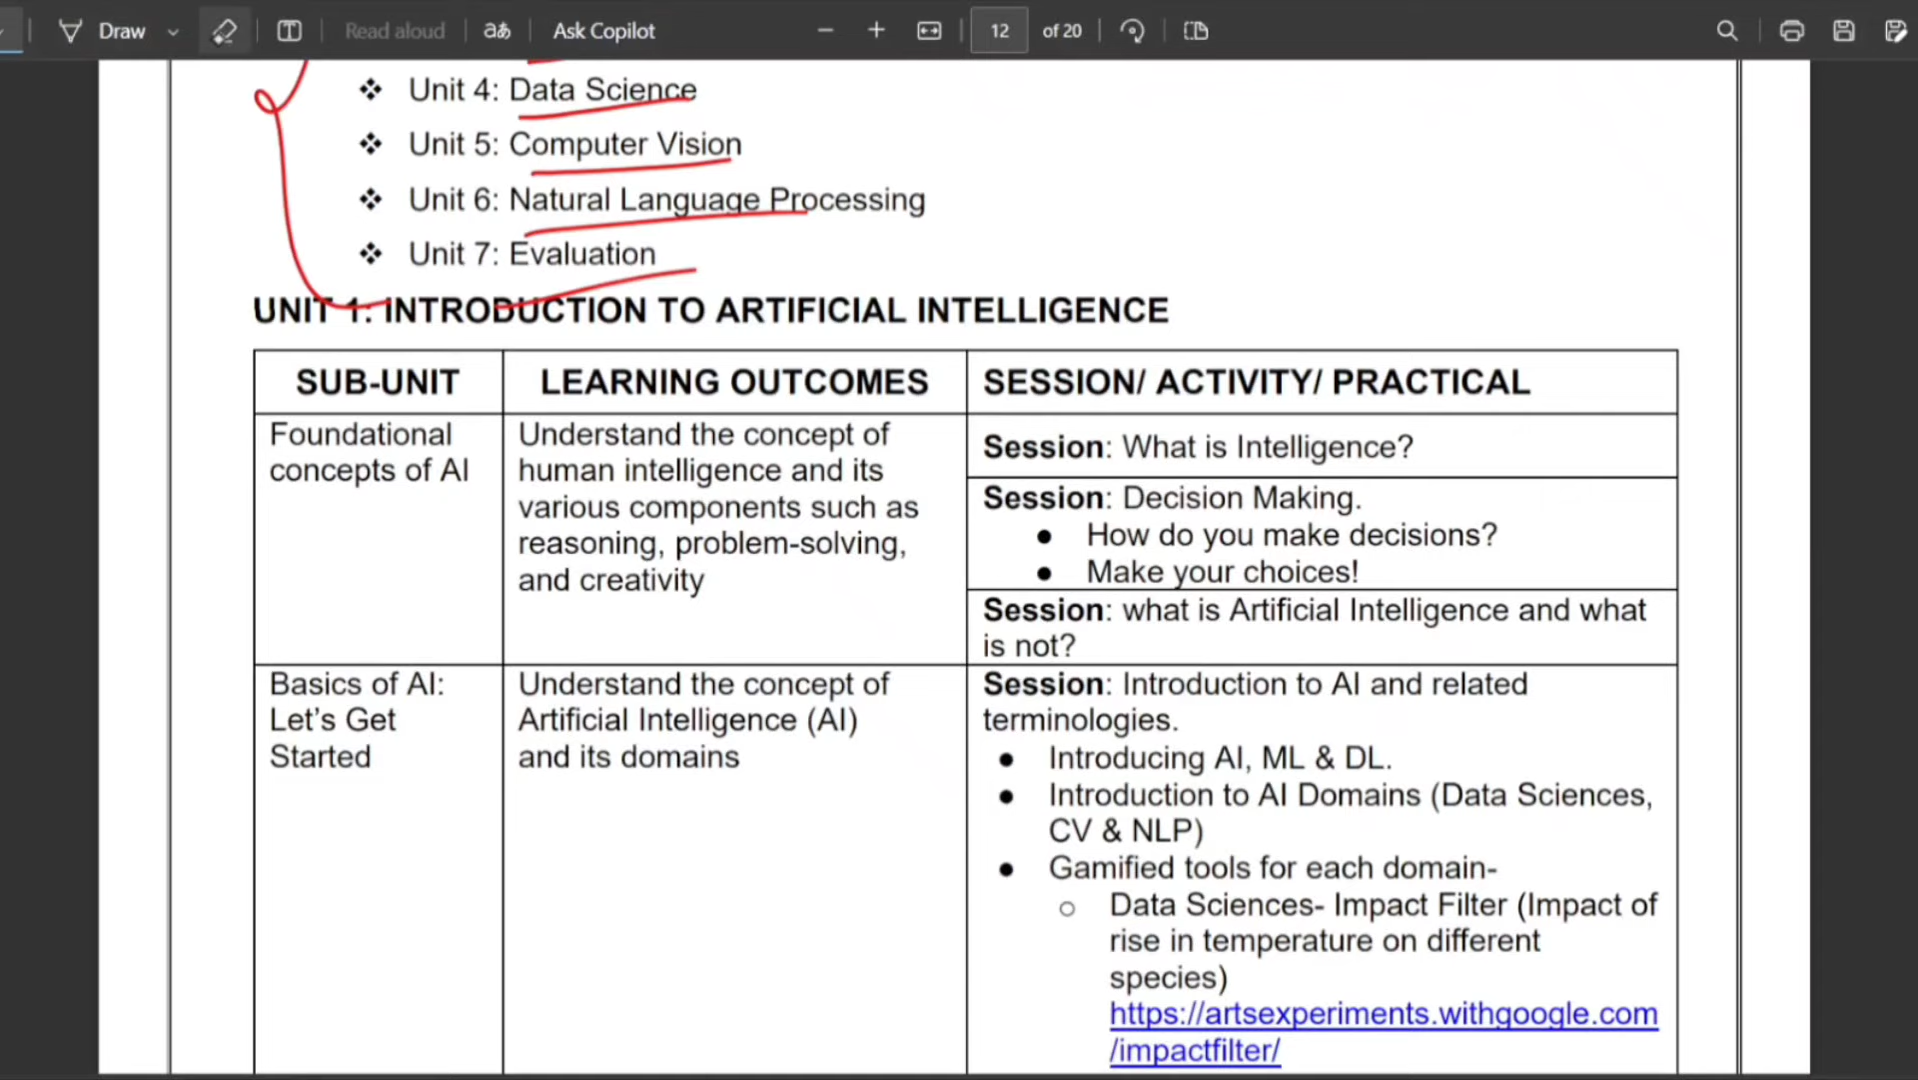 Draw
Read aloud
aあ
Ask Copilot
12
of 20
❖ Unit 4: Data Science
❖ Unit 5: Computer Vision
❖ Unit 6: Natural Language Processing
❖ Unit 7: Evaluation
UNIT 1: INTRODUCTION TO ARTIFICIAL INTELLIGENCE
SUB-UNIT
LEARNING OUTCOMES
SESSION/ ACTIVITY/ PRACTICAL
Foundational
concepts of AI
Understand the concept of
human intelligence and its
various components such as
reasoning, problem-solving,
and creativity
Session: What is Intelligence?
Session: Decision Making.
● How do you make decisions?
● Make your choices!
Session: what is Artificial Intelligence and what
is not?
Basics of AI:
Let’s Get
Started
Understand the concept of
Artificial Intelligence (AI)
and its domains
Session: Introduction to AI and related
terminologies.
● Introducing AI, ML & DL.
● Introduction to AI Domains (Data Sciences,
CV & NLP)
● Gamified tools for each domain-
○ Data Sciences- Impact Filter (Impact of
rise in temperature on different
species)
https://artsexperiments.withgoogle.com
/impactfilter/